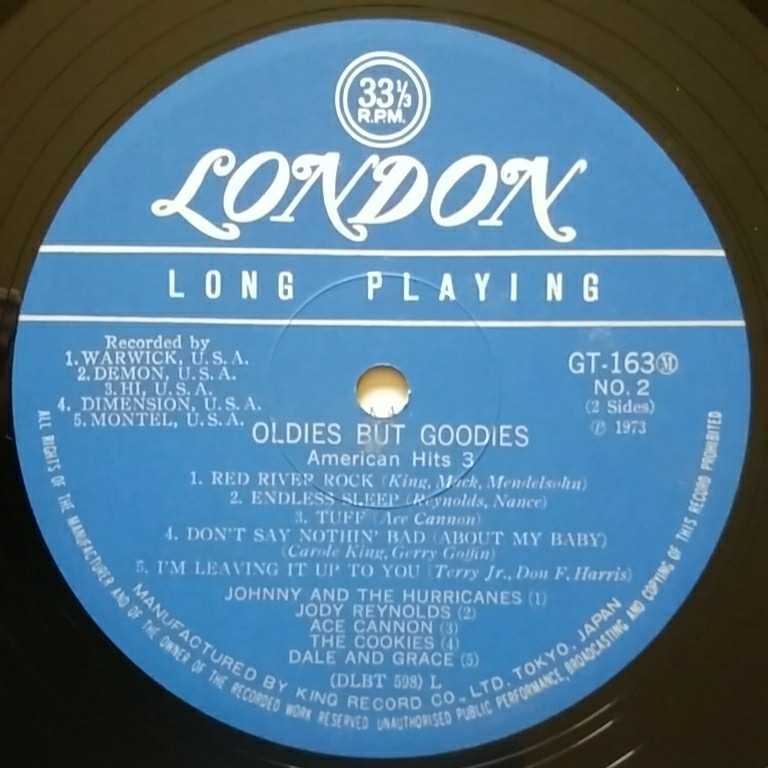 33⅓
R.P.M.
LONDON
LONG PLAYING
Recorded by
1. WARWICK, U.S.A.
2. DEMON, U.S.A.
3. HI, U.S.A.
4. DIMENSION, U.S.A.
5. MONTEL, U.S.A.
GT-163Ⓜ
NO. 2
(2 Sides)
Ⓟ 1973
OLDIES BUT GOODIES
American Hits 3
1. RED RIVER ROCK (King, Mack, Mendelsohn)
2. ENDLESS SLEEP (Reynolds, Nance)
3. TUFF (Ace Cannon)
4. DON'T SAY NOTHIN' BAD (ABOUT MY BABY)
(Carole King, Gerry Goffin)
5. I'M LEAVING IT UP TO YOU (Terry Jr., Don F. Harris)
JOHNNY AND THE HURRICANES (1)
JODY REYNOLDS (2)
ACE CANNON (3)
THE COOKIES (4)
DALE AND GRACE (5)
(DLBT 598) L
MANUFACTURED BY KING RECORD CO., LTD. TOKYO. JAPAN
ALL RIGHTS OF THE MANUFACTURER AND OF THE OWNER OF THE RECORDED WORK RESERVED UNAUTHORISED PUBLIC PERFORMANCE, BROADCASTING AND COPYING OF THIS RECORD PROHIBITED